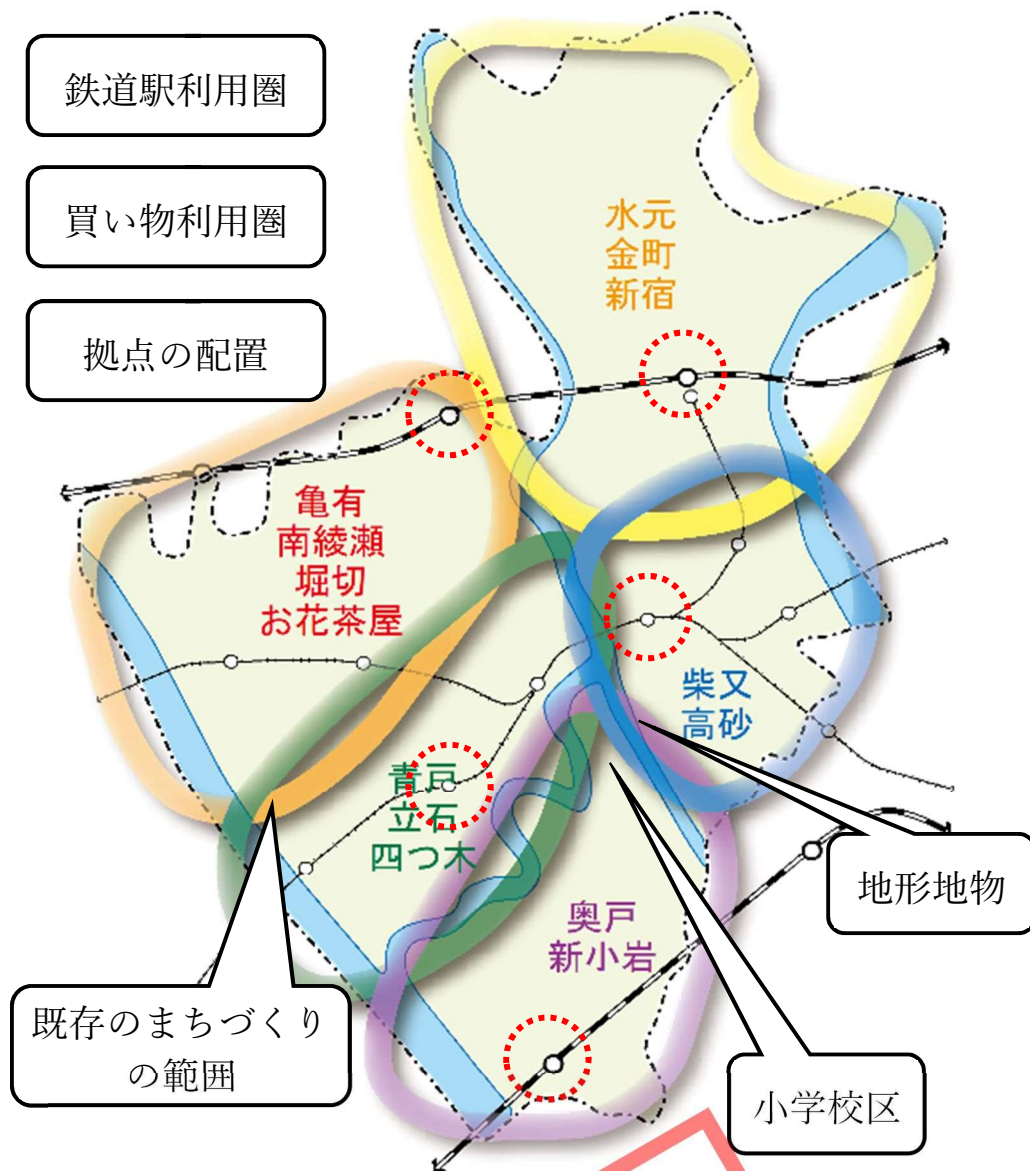 鉄道駅利用圏
買い物利用圏
拠点の配置
水元
金町
新宿
亀有
南綾瀬
堀切
お花茶屋
柴又
高砂
青戸
立石
四つ木
奥戸
新小岩
地形地物
既存のまちづくり
の範囲
小学校区